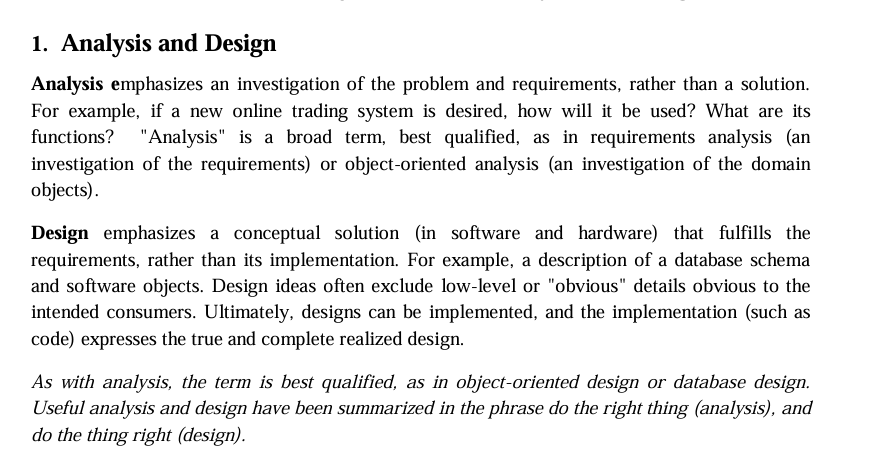 1. Analysis and Design
Analysis emphasizes an investigation of the problem and requirements, rather than a solution.
For example, if a new online trading system is desired, how will it be used? What are its
functions? "Analysis" is a broad term, best qualified, as in requirements analysis (an
investigation of the requirements) or object-oriented analysis (an investigation of the domain
objects).
Design emphasizes a conceptual solution (in software and hardware) that fulfills the
requirements, rather than its implementation. For example, a description of a database schema
and software objects. Design ideas often exclude low-level or "obvious" details obvious to the
intended consumers. Ultimately, designs can be implemented, and the implementation (such as
code) expresses the true and complete realized design.
As with analysis, the term is best qualified, as in object-oriented design or database design.
Useful analysis and design have been summarized in the phrase do the right thing (analysis), and
do the thing right (design).